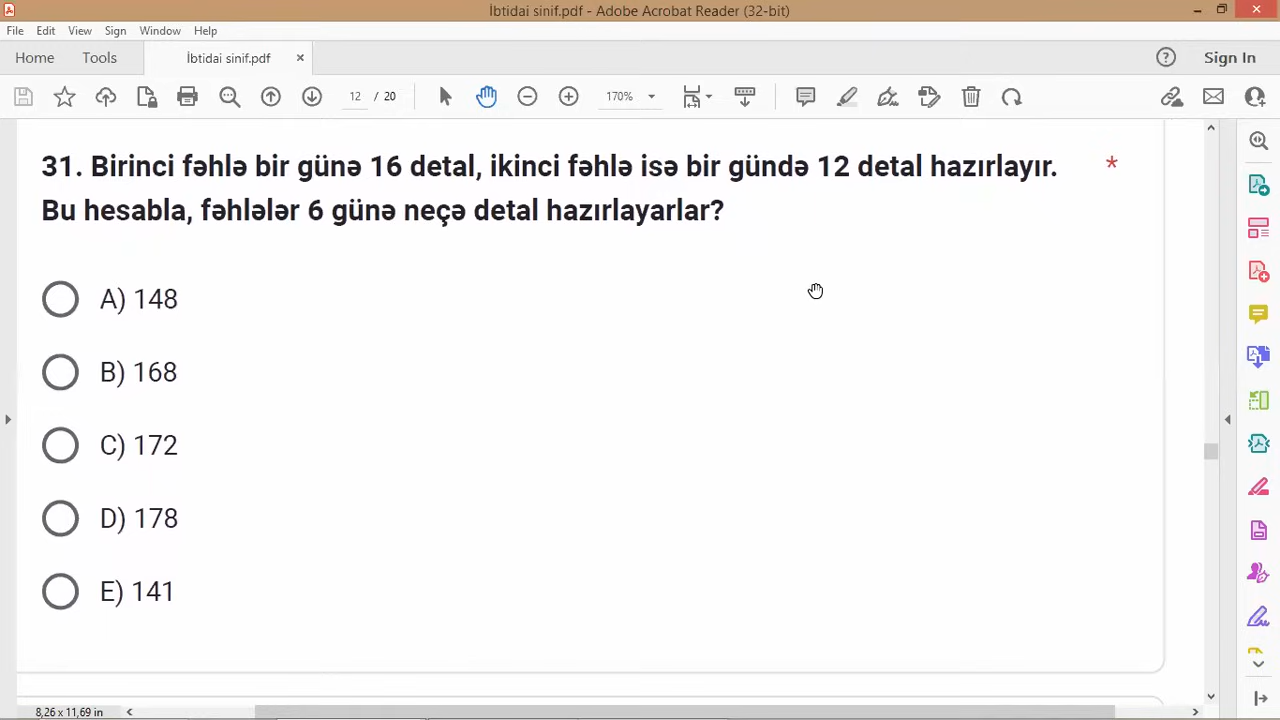 İbtidai sinif.pdf - Adobe Acrobat Reader (32-bit)
File Edit View Sign Window Help
Home Tools İbtidai sinif.pdf × Sign In
12 / 20 170%
31. Birinci fəhlə bir günə 16 detal, ikinci fəhlə isə bir gündə 12 detal hazırlayır. *
Bu hesabla, fəhlələr 6 günə neçə detal hazırlayarlar?
A) 148
B) 168
C) 172
D) 178
E) 141
8,26 x 11,69 in